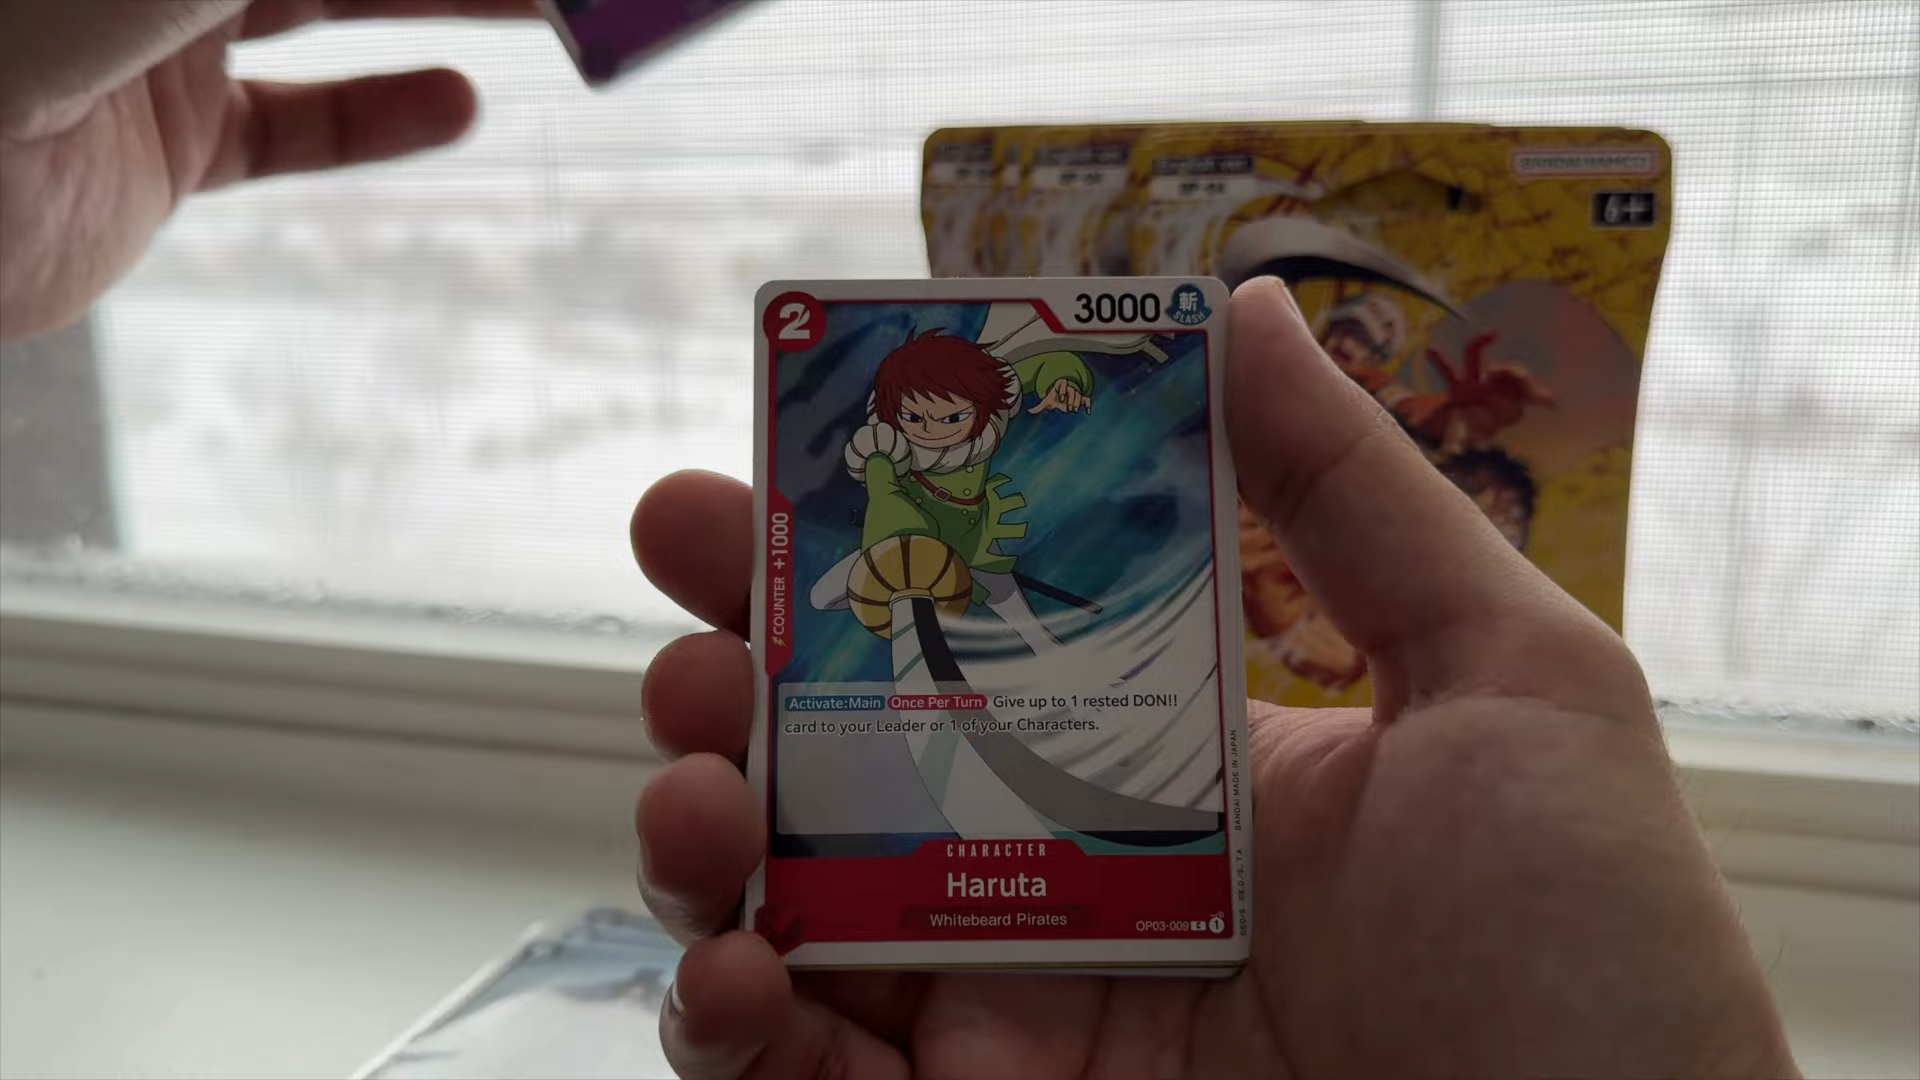 BANDAI NAMCO
6+
2
3000
斬
SLASH
COUNTER +1000
Activate:Main Once Per Turn Give up to 1 rested DON!!
card to your Leader or 1 of your Characters.
CHARACTER
Haruta
Whitebeard Pirates
OP03-009 C 1
BANDAI MADE IN JAPAN